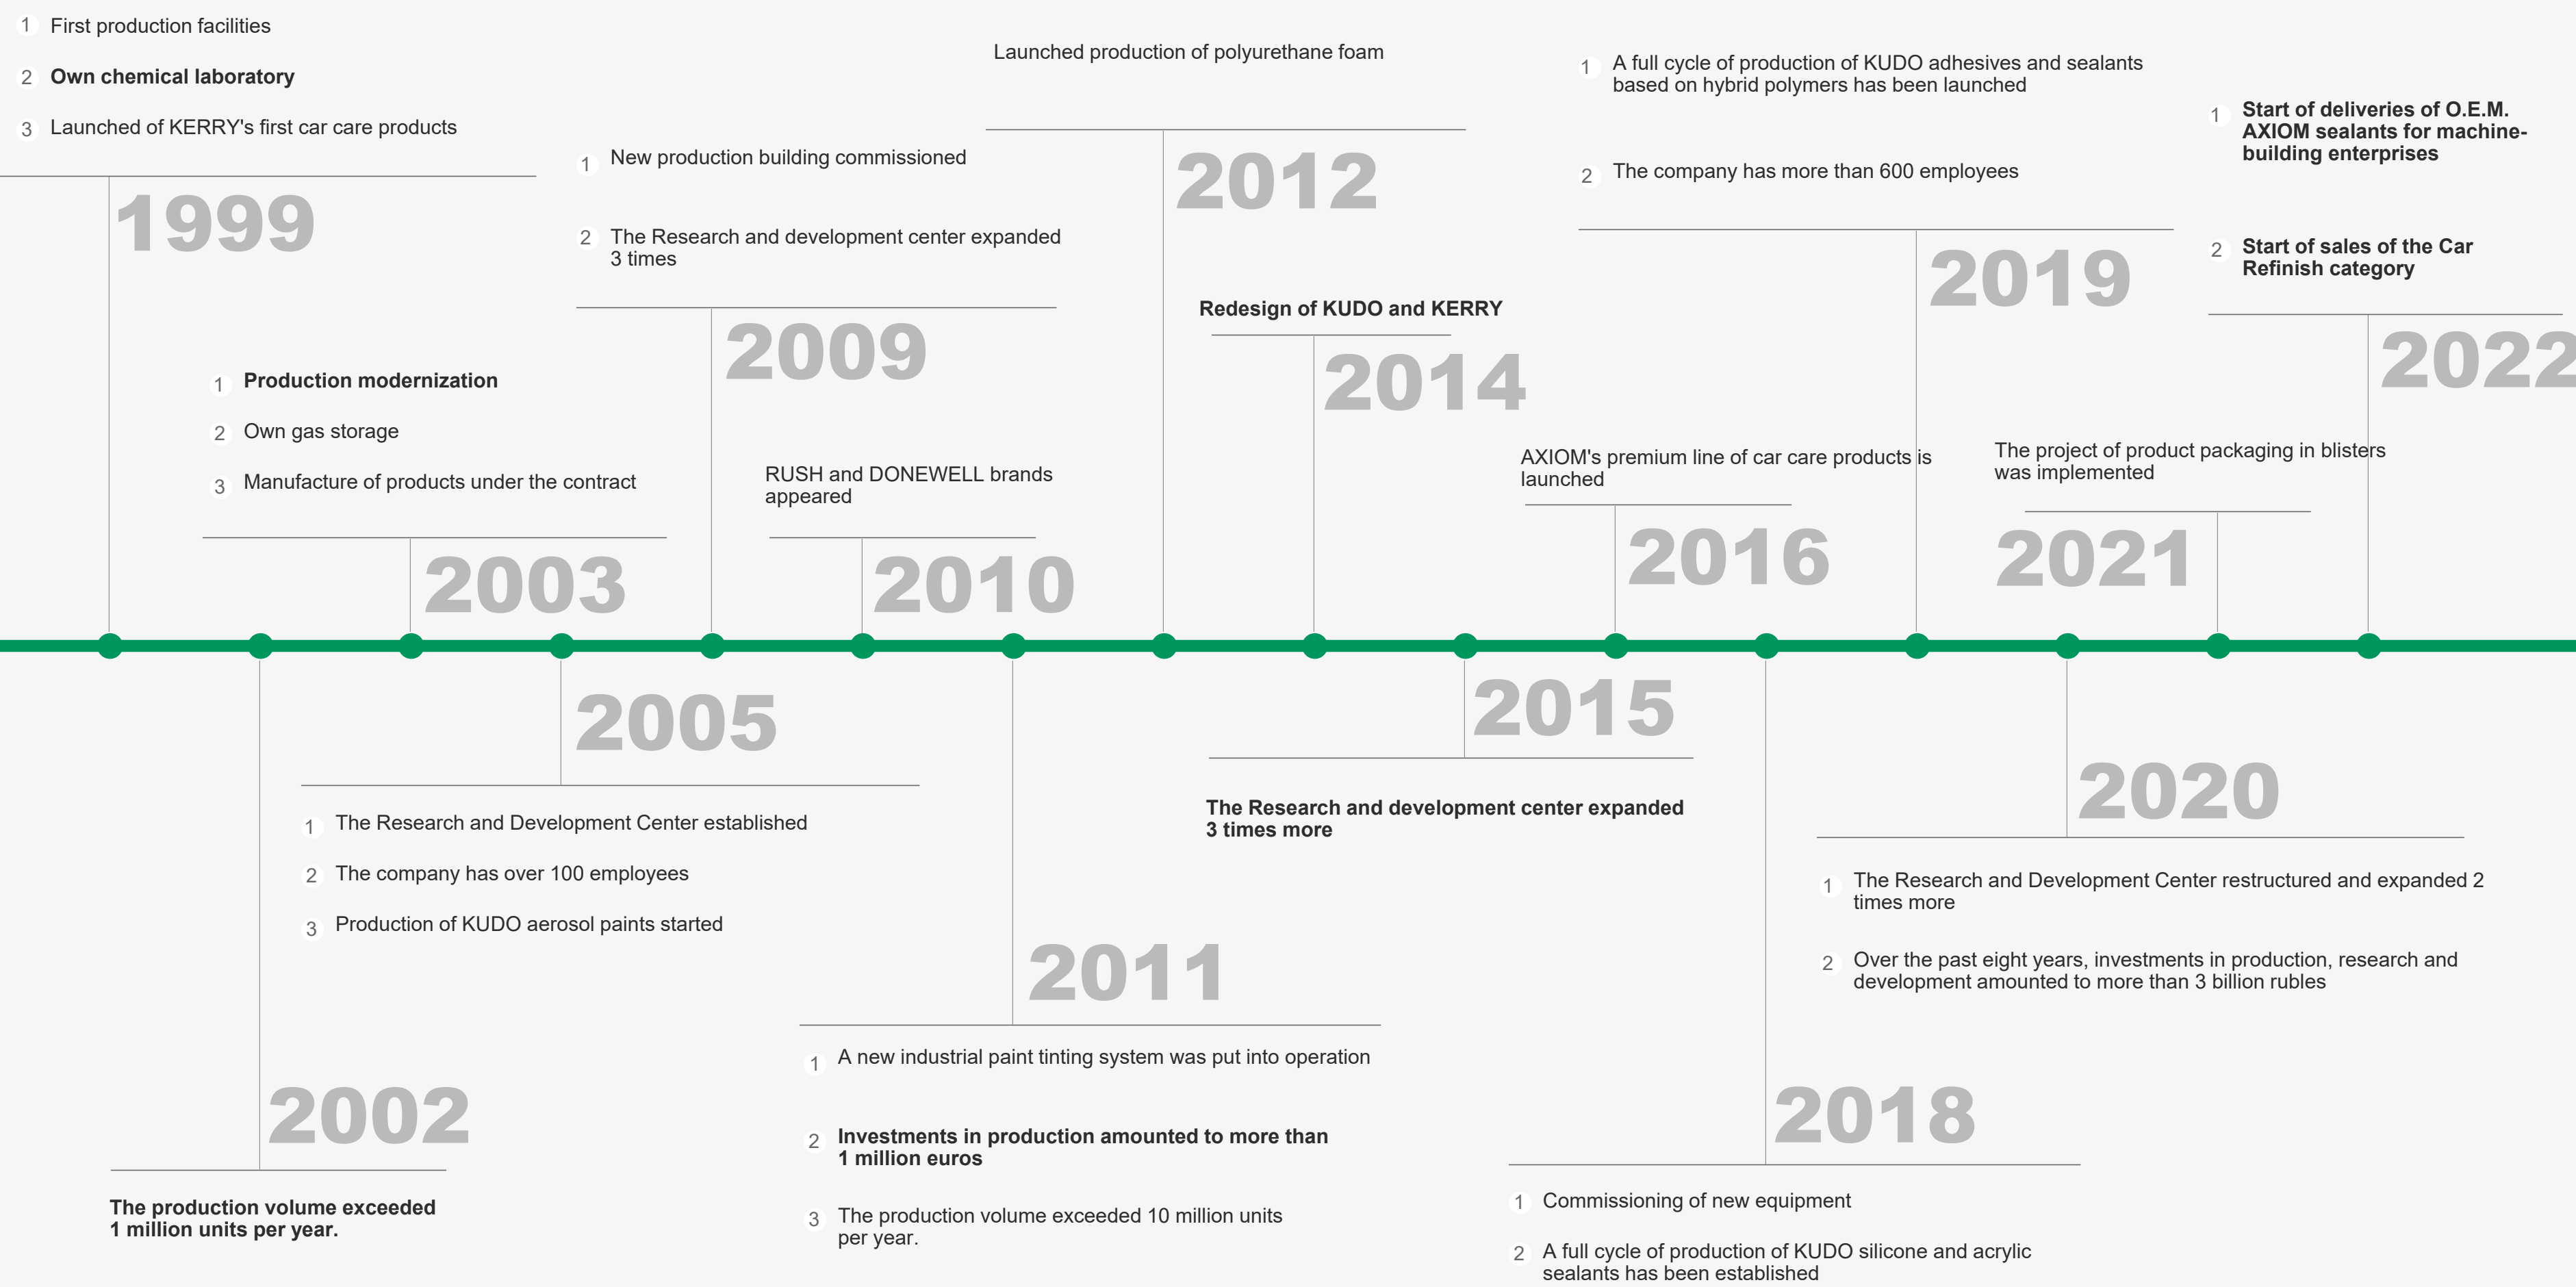 1 First production facilities
2 Own chemical laboratory
3 Launched of KERRY's first car care products
1999
2002
The production volume exceeded
1 million units per year.
1 Production modernization
2 Own gas storage
3 Manufacture of products under the contract
2003
2005
1 The Research and Development Center established
2 The company has over 100 employees
3 Production of KUDO aerosol paints started
1 New production building commissioned
2 The Research and development center expanded
3 times
2009
RUSH and DONEWELL brands
appeared
2010
2011
1 A new industrial paint tinting system was put into operation
2 Investments in production amounted to more than
1 million euros
3 The production volume exceeded 10 million units
per year.
Launched production of polyurethane foam
2012
Redesign of KUDO and KERRY
2014
2015
The Research and development center expanded
3 times more
AXIOM's premium line of car care products is
launched
2016
2018
1 Commissioning of new equipment
2 A full cycle of production of KUDO silicone and acrylic
sealants has been established
1 A full cycle of production of KUDO adhesives and sealants
based on hybrid polymers has been launched
2 The company has more than 600 employees
2019
2020
1 The Research and Development Center restructured and expanded 2
times more
2 Over the past eight years, investments in production, research and
development amounted to more than 3 billion rubles
The project of product packaging in blisters
was implemented
2021
1 Start of deliveries of O.E.M.
AXIOM sealants for machine-
building enterprises
2 Start of sales of the Car
Refinish category
2022